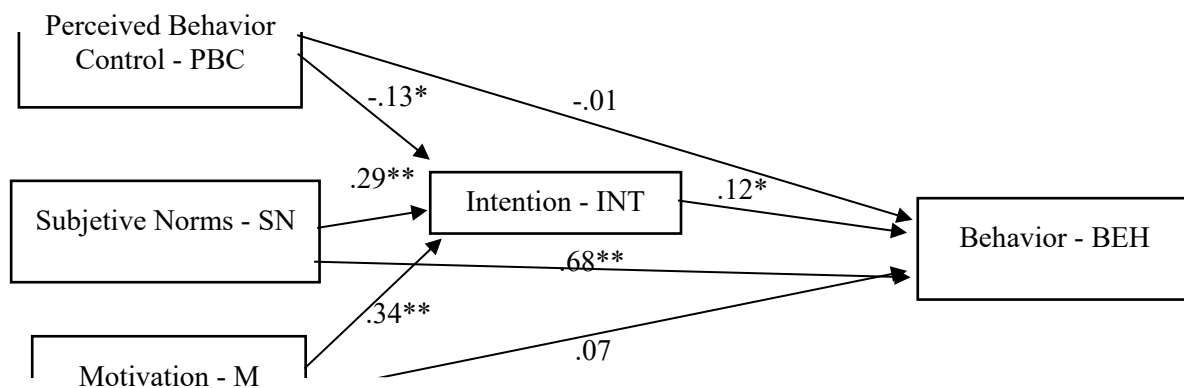 Perceived Behavior
Control - PBC
-.13*
-.01
.29**
Intention - INT
.12*
Subjetive Norms - SN
Behavior - BEH
.68**
.34**
.07
Motivation - M